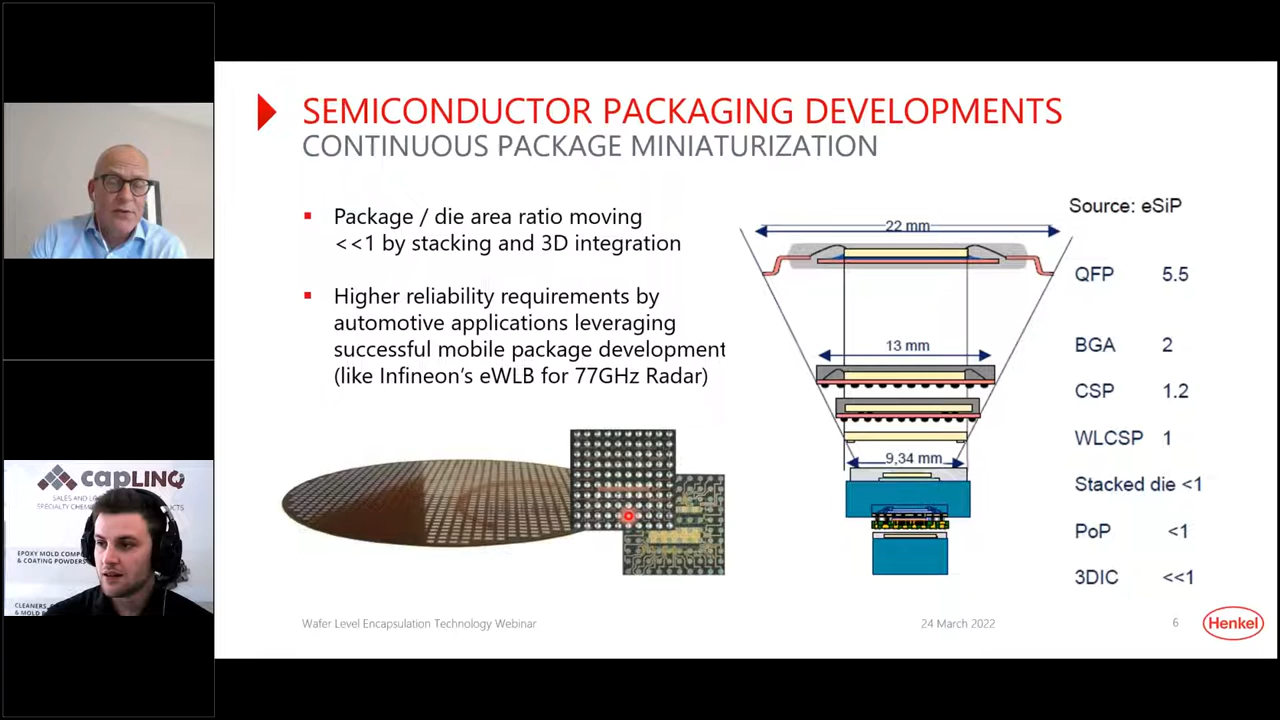 SEMICONDUCTOR PACKAGING DEVELOPMENTS
CONTINUOUS PACKAGE MINIATURIZATION
Package / die area ratio moving
<<1 by stacking and 3D integration
Higher reliability requirements by
automotive applications leveraging
successful mobile package development
(like Infineon's eWLB for 77GHz Radar)
Source: eSiP
22 mm
13 mm
9,34 mm
QFP 5.5
BGA 2
CSP 1.2
WLCSP 1
Stacked die <1
PoP <1
3DIC <<1
Wafer Level Encapsulation Technology Webinar
24 March 2022
6
Henkel
capLINQ
SALES AND
SPECIALTY CHEM
EPOXY MOLD COMP
& COATING POWDERS
CLEANERS,
& MOLD